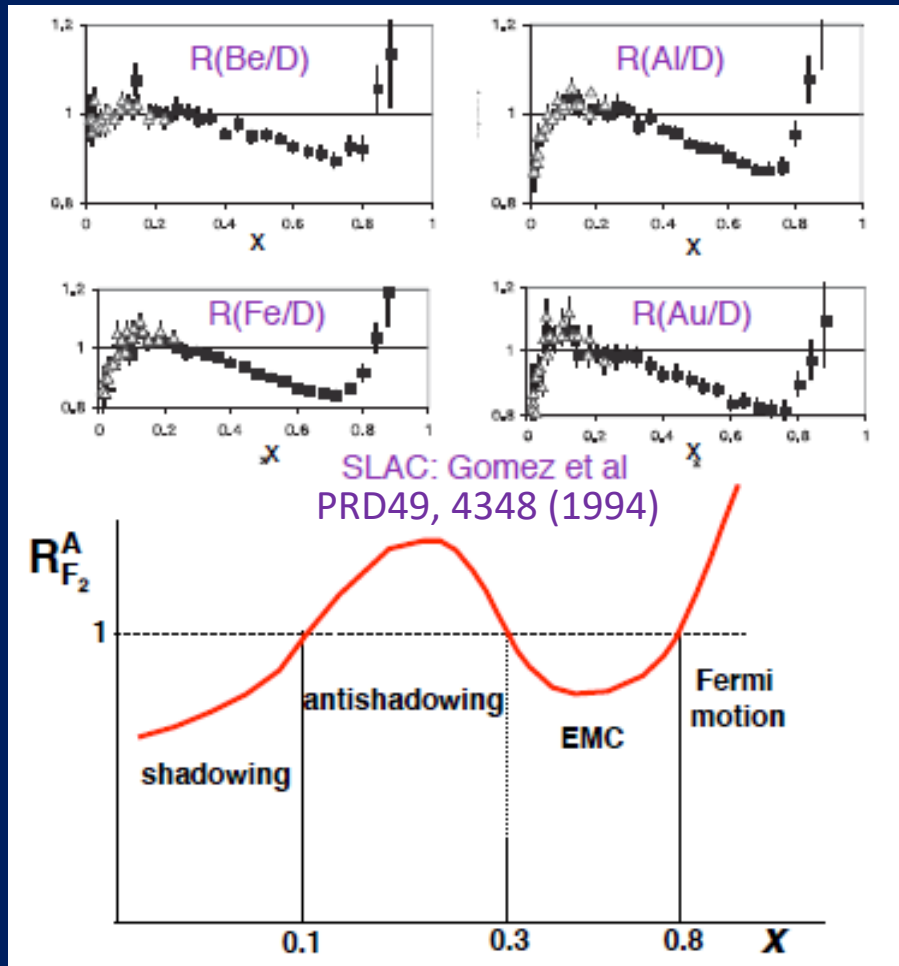 1.2
R(Be/D)
1
0.8
0 0.2 0.4 0.6 0.8 1
X
1.2
R(Al/D)
1
0.8
0 0.2 0.4 0.6 0.8 1
X
1.2
R(Fe/D)
1
0.8
0 0.2 0.4 0.6 0.8 1
X
1.2
R(Au/D)
1
0.8
0 0.2 0.4 0.6 0.8 1
X
SLAC: Gomez et al
PRD49, 4348 (1994)
R^A_{F_2}
1
antishadowing
Fermi
motion
EMC
shadowing
0.1 0.3 0.8 x